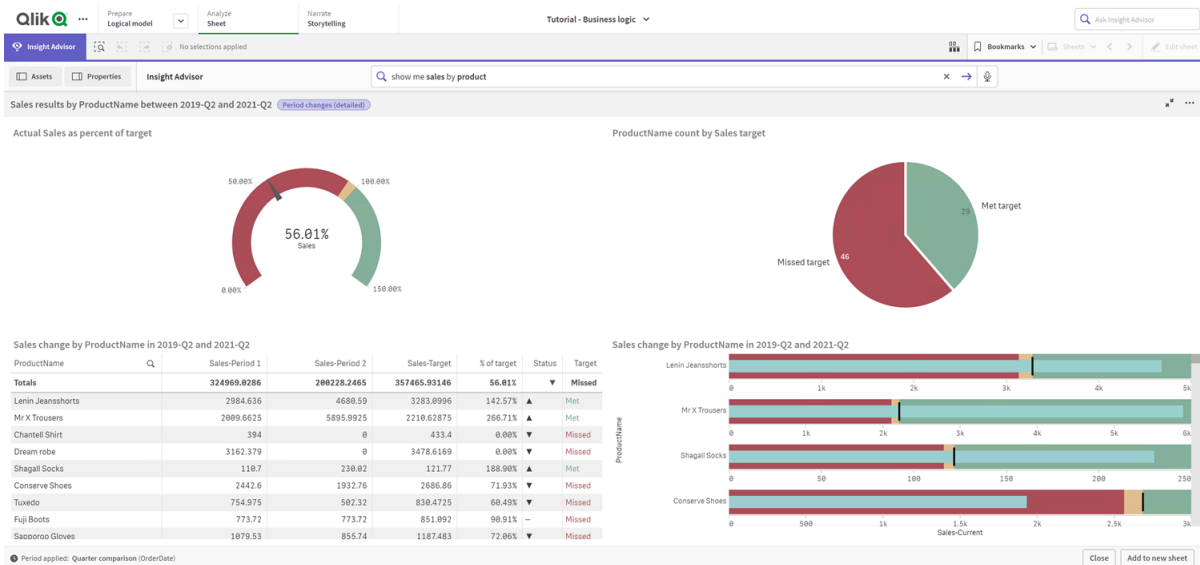 Qlik ... Prepare Logical model Analyze Sheet Narrate Storytelling Tutorial - Business logic Ask Insight Advisor
Insight Advisor No selections applied Bookmarks Sheets Edit sheet
Assets Properties Insight Advisor show me sales by product
Sales results by ProductName between 2019-Q2 and 2021-Q2 Period changes (detailed)
Actual Sales as percent of target
50.00% 100.00%
56.01%
Sales
0.00% 150.00%
ProductName count by Sales target
29 Met target
Missed target 46
Sales change by ProductName in 2019-Q2 and 2021-Q2
ProductName Sales-Period 1 Sales-Period 2 Sales-Target % of target Status Target
Totals 324969.0286 200228.2465 357465.93146 56.01% ▼ Missed
Lenin Jeansshorts 2984.636 4680.59 3283.0996 142.57% ▲ Met
Mr X Trousers 2009.6625 5895.9925 2210.62875 266.71% ▲ Met
Chantell Shirt 394 0 433.4 0.00% ▼ Missed
Dream robe 3162.379 0 3478.6169 0.00% ▼ Missed
Shagall Socks 110.7 230.02 121.77 188.90% ▲ Met
Conserve Shoes 2442.6 1932.76 2686.86 71.93% ▼ Missed
Tuxedo 754.975 502.32 830.4725 60.49% ▼ Missed
Fuji Boots 773.72 773.72 851.092 90.91% – Missed
Sapporoo Gloves 1079.53 855.74 1187.483 72.06% ▼ Missed
Sales change by ProductName in 2019-Q2 and 2021-Q2
ProductName
Lenin Jeansshorts
0 1k 2k 3k 4k 5k
Mr X Trousers
0 1k 2k 3k 4k 5k 6k
Shagall Socks
0 50 100 150 200 250
Conserve Shoes
0 500 1k 1.5k 2k 2.5k 3k
Sales-Current
Period applied: Quarter comparison (OrderDate) Close Add to new sheet